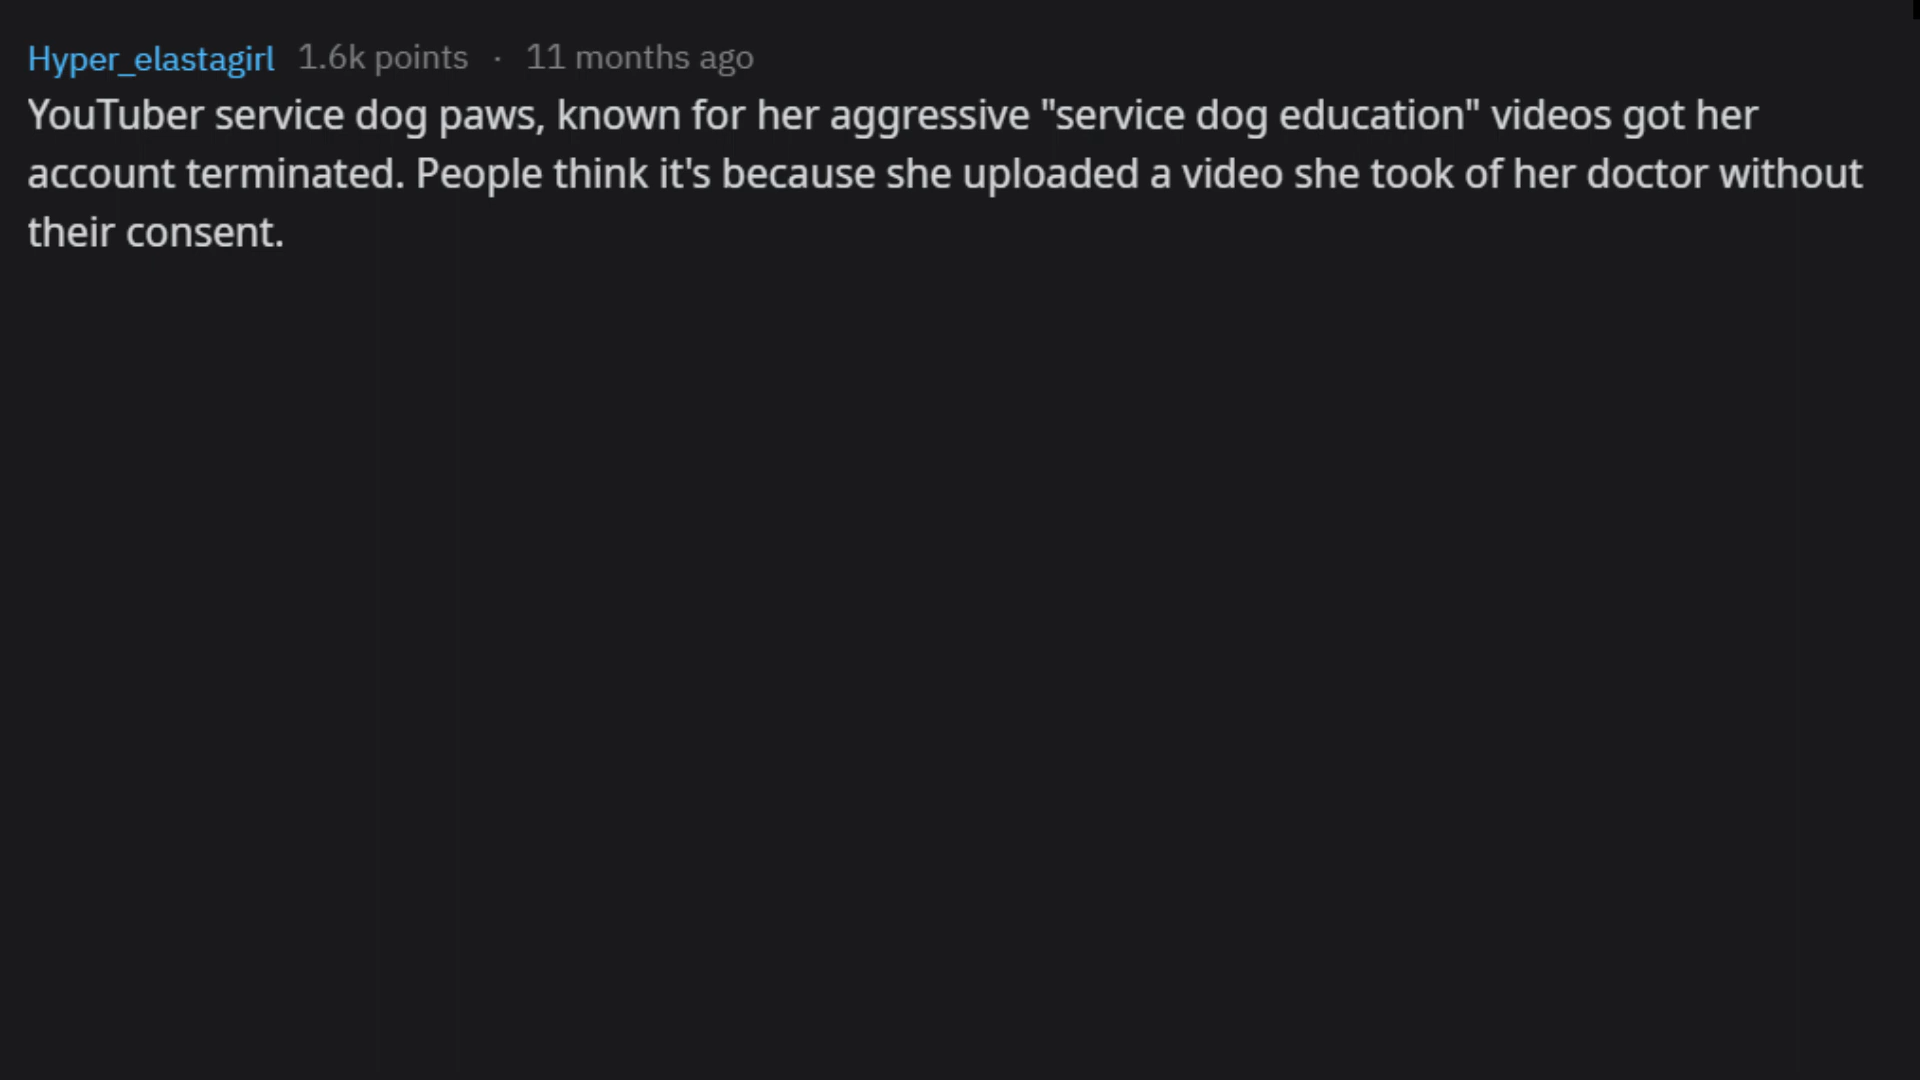 Hyper_elastagirl 1.6k points · 11 months ago
YouTuber service dog paws, known for her aggressive "service dog education" videos got her
account terminated. People think it's because she uploaded a video she took of her doctor without
their consent.